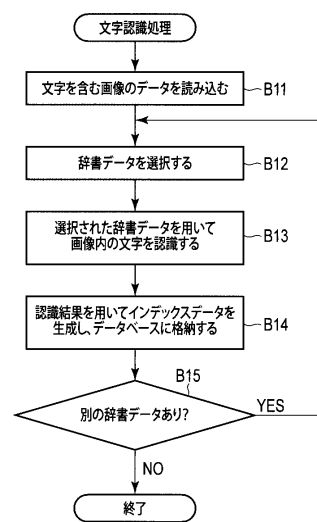 文字認識処理
文字を含む画像のデータを読み込む
B11
辞書データを選択する
B12
選択された辞書データを用いて
画像内の文字を認識する
B13
認識結果を用いてインデックスデータを
生成し、データベースに格納する
B14
B15
別の辞書データあり?
YES
NO
終了